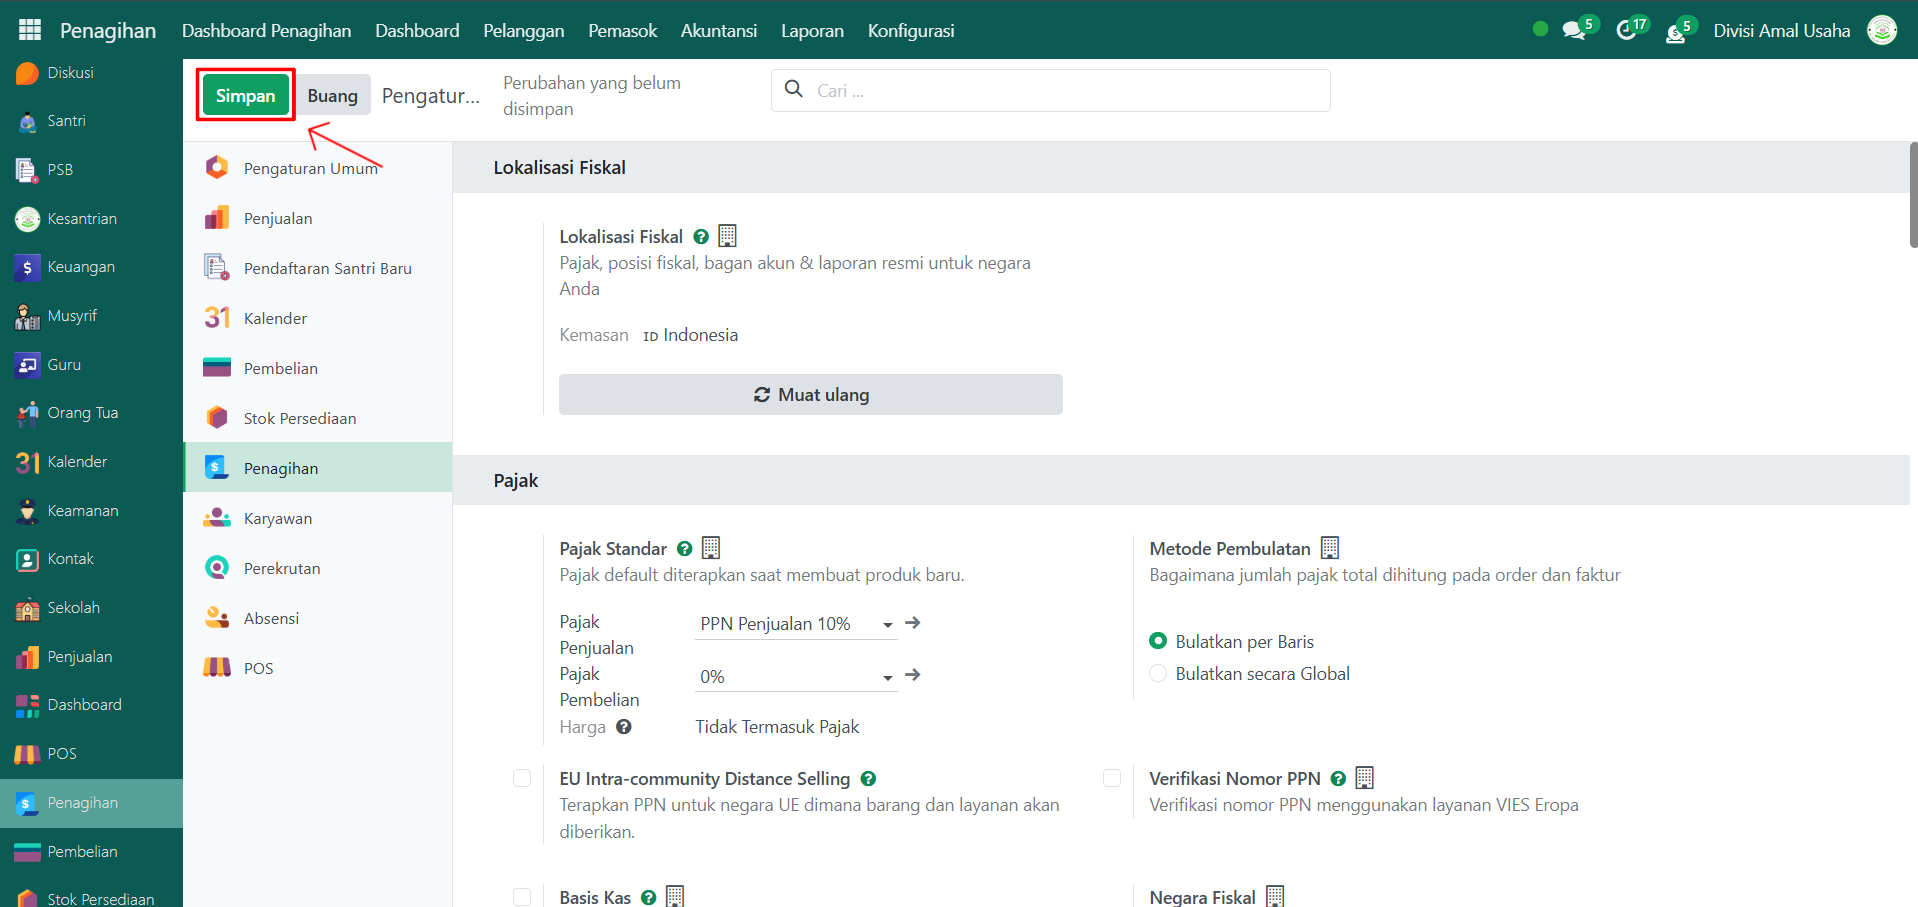 Penagihan
Dashboard Penagihan
Dashboard
Pelanggan
Pemasok
Akuntansi
Laporan
Konfigurasi
5
17
5
Divisi Amal Usaha
Diskusi
Santri
PSB
Kesantrian
Keuangan
Musyrif
Guru
Orang Tua
31 Kalender
Keamanan
Kontak
Sekolah
Penjualan
Dashboard
POS
Penagihan
Pembelian
Stok Persediaan
Simpan
Buang
Pengatur...
Perubahan yang belum
disimpan
Cari ...
Pengaturan Umum
Penjualan
Pendaftaran Santri Baru
31 Kalender
Pembelian
Stok Persediaan
Penagihan
Karyawan
Perekrutan
Absensi
POS
Lokalisasi Fiskal
Lokalisasi Fiskal ?
Pajak, posisi fiskal, bagan akun & laporan resmi untuk negara
Anda
Kemasan ID Indonesia
Muat ulang
Pajak
Pajak Standar ?
Pajak default diterapkan saat membuat produk baru.
Pajak
Penjualan
PPN Penjualan 10%
Pajak
Pembelian
0%
Harga ? Tidak Termasuk Pajak
Metode Pembulatan
Bagaimana jumlah pajak total dihitung pada order dan faktur
Bulatkan per Baris
Bulatkan secara Global
EU Intra-community Distance Selling ?
Terapkan PPN untuk negara UE dimana barang dan layanan akan
diberikan.
Verifikasi Nomor PPN ?
Verifikasi nomor PPN menggunakan layanan VIES Eropa
Basis Kas ?
Negara Fiskal